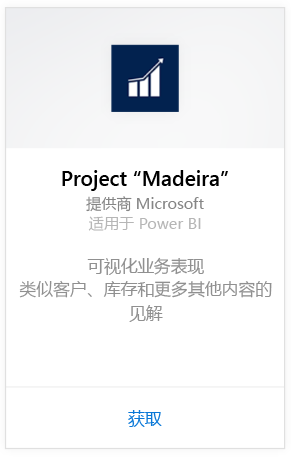 Project “Madeira”
提供商 Microsoft
适用于 Power BI
可视化业务表现
类似客户、库存和更多其他内容的
见解
获取